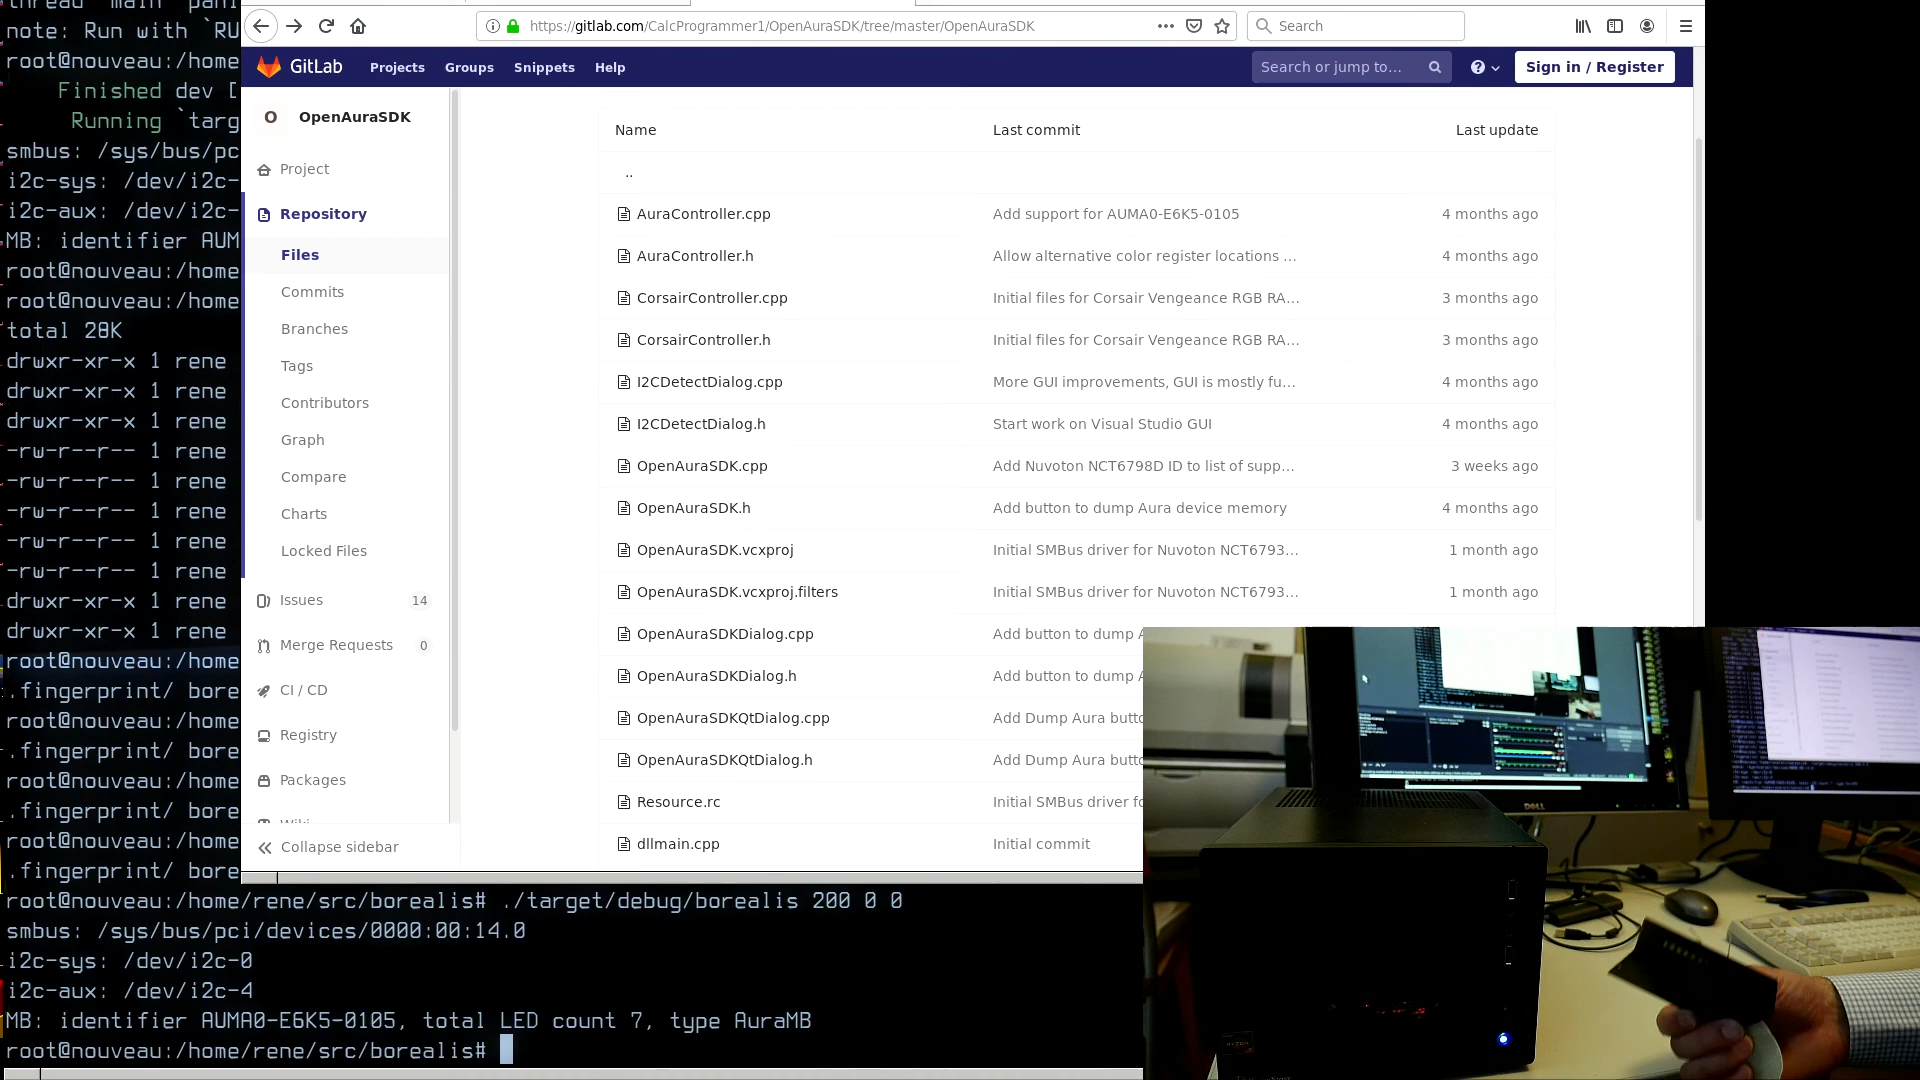 thread 'main' pani
note: Run with `RU
root@nouveau:/home
Finished dev [
Running `targ
smbus: /sys/bus/pc
i2c-sys: /dev/i2c-
i2c-aux: /dev/i2c-
MB: identifier AUM
root@nouveau:/home
root@nouveau:/home
total 28K
drwxr-xr-x 1 rene
drwxr-xr-x 1 rene
drwxr-xr-x 1 rene
-rw-r--r-- 1 rene
-rw-r--r-- 1 rene
-rw-r--r-- 1 rene
-rw-r--r-- 1 rene
-rw-r--r-- 1 rene
drwxr-xr-x 1 rene
drwxr-xr-x 1 rene
root@nouveau:/home
.fingerprint/ bore
root@nouveau:/home
.fingerprint/ bore
root@nouveau:/home
.fingerprint/ bore
root@nouveau:/home
.fingerprint/ bore
root@nouveau:/home/rene/src/borealis# ./target/debug/borealis 200 0 0
smbus: /sys/bus/pci/devices/0000:00:14.0
i2c-sys: /dev/i2c-0
i2c-aux: /dev/i2c-4
MB: identifier AUMA0-E6K5-0105, total LED count 7, type AuraMB
root@nouveau:/home/rene/src/borealis#
https://gitlab.com/CalcProgrammer1/OpenAuraSDK/tree/master/OpenAuraSDK
Search
GitLab Projects Groups Snippets Help
Search or jump to...
Sign in / Register
O OpenAuraSDK
Project
Repository
Files
Commits
Branches
Tags
Contributors
Graph
Compare
Charts
Locked Files
Issues 14
Merge Requests 0
CI / CD
Registry
Packages
Wiki
Collapse sidebar
Name Last commit Last update
..
AuraController.cpp Add support for AUMA0-E6K5-0105 4 months ago
AuraController.h Allow alternative color register locations ... 4 months ago
CorsairController.cpp Initial files for Corsair Vengeance RGB RA... 3 months ago
CorsairController.h Initial files for Corsair Vengeance RGB RA... 3 months ago
I2CDetectDialog.cpp More GUI improvements, GUI is mostly fu... 4 months ago
I2CDetectDialog.h Start work on Visual Studio GUI 4 months ago
OpenAuraSDK.cpp Add Nuvoton NCT6798D ID to list of supp... 3 weeks ago
OpenAuraSDK.h Add button to dump Aura device memory 4 months ago
OpenAuraSDK.vcxproj Initial SMBus driver for Nuvoton NCT6793... 1 month ago
OpenAuraSDK.vcxproj.filters Initial SMBus driver for Nuvoton NCT6793... 1 month ago
OpenAuraSDKDialog.cpp Add button to dump A
OpenAuraSDKDialog.h Add button to dump A
OpenAuraSDKQtDialog.cpp Add Dump Aura butto
OpenAuraSDKQtDialog.h Add Dump Aura butto
Resource.rc Initial SMBus driver fo
dllmain.cpp Initial commit
DELL
RYZEN